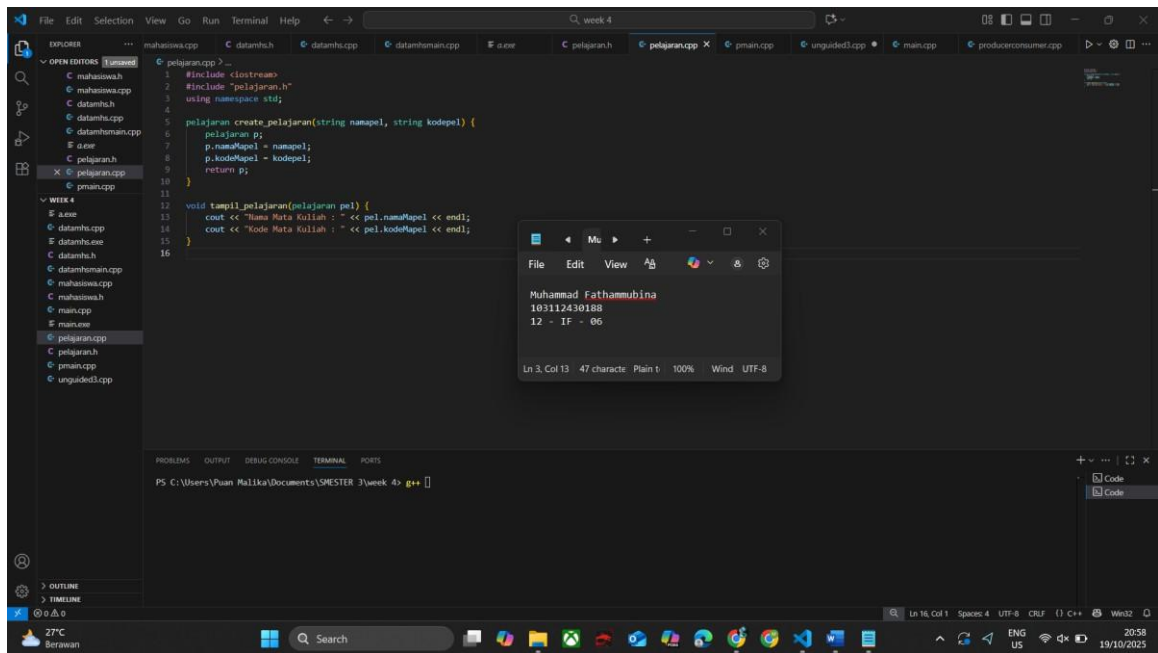 File Edit Selection View Go Run Terminal Help
week 4
EXPLORER
mahasiswa.cpp datamhs.h datamhs.cpp datamhsmain.cpp a.exe pelajaran.h pelajaran.cpp pmain.cpp unguided3.cpp main.cpp producerconsumer.cpp
OPEN EDITORS 1 unsaved
mahasiswa.h
mahasiswa.cpp
datamhs.h
datamhs.cpp
datamhsmain.cpp
a.exe
pelajaran.h
pelajaran.cpp
pmain.cpp
WEEK 4
a.exe
datamhs.cpp
datamhs.exe
datamhs.h
datamhsmain.cpp
mahasiswa.cpp
mahasiswa.h
main.cpp
main.exe
pelajaran.cpp
pelajaran.h
pmain.cpp
unguided3.cpp
OUTLINE
TIMELINE
pelajaran.cpp > ...
1 #include <iostream>
2 #include "pelajaran.h"
3 using namespace std;
4
5 pelajaran create_pelajaran(string namapel, string kodepel) {
6 pelajaran p;
7 p.namaMapel = namapel;
8 p.kodeMapel = kodepel;
9 return p;
10 }
11
12 void tampil_pelajaran(pelajaran pel) {
13 cout << "Nama Mata Kuliah : " << pel.namaMapel << endl;
14 cout << "Kode Mata Kuliah : " << pel.kodeMapel << endl;
15 }
16
Mu
File Edit View
Muhammad Fathammubina
103112430188
12 - IF - 06
Ln 3, Col 13 47 characte Plain t 100% Wind UTF-8
PROBLEMS OUTPUT DEBUG CONSOLE TERMINAL PORTS
PS C:\Users\Puan Malika\Documents\SMESTER 3\week 4> g++
Code
Code
0 0 Ln 16, Col 1 Spaces: 4 UTF-8 CRLF {} C++ Win32
27°C
Berawan
Search
ENG
US
20:58
19/10/2025